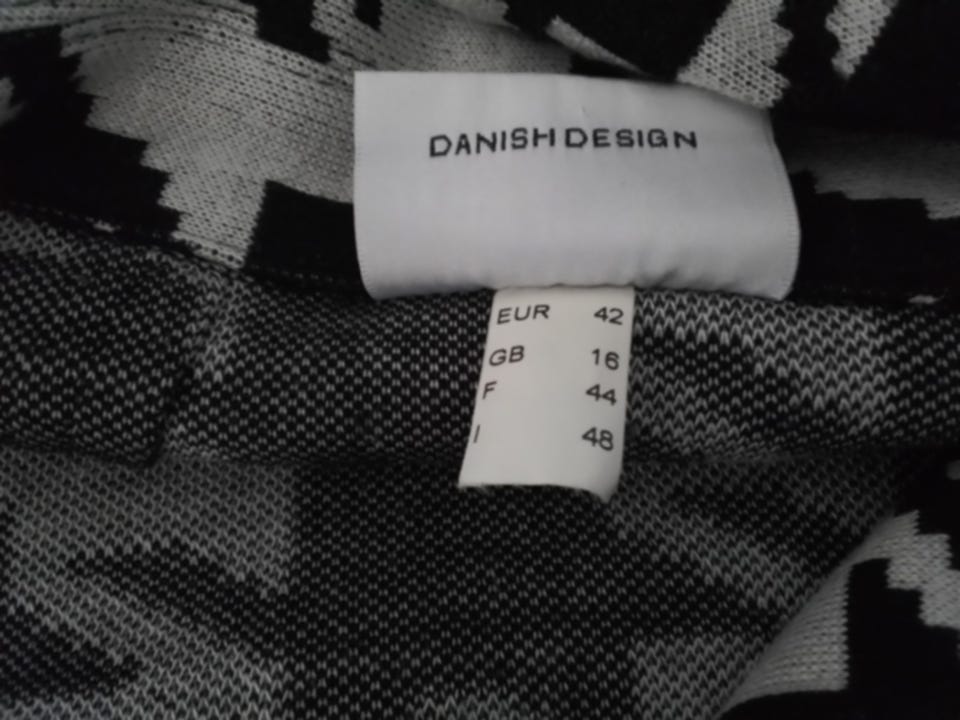 DANISH DESIGN
EUR 42
GB 16
F 44
I 48